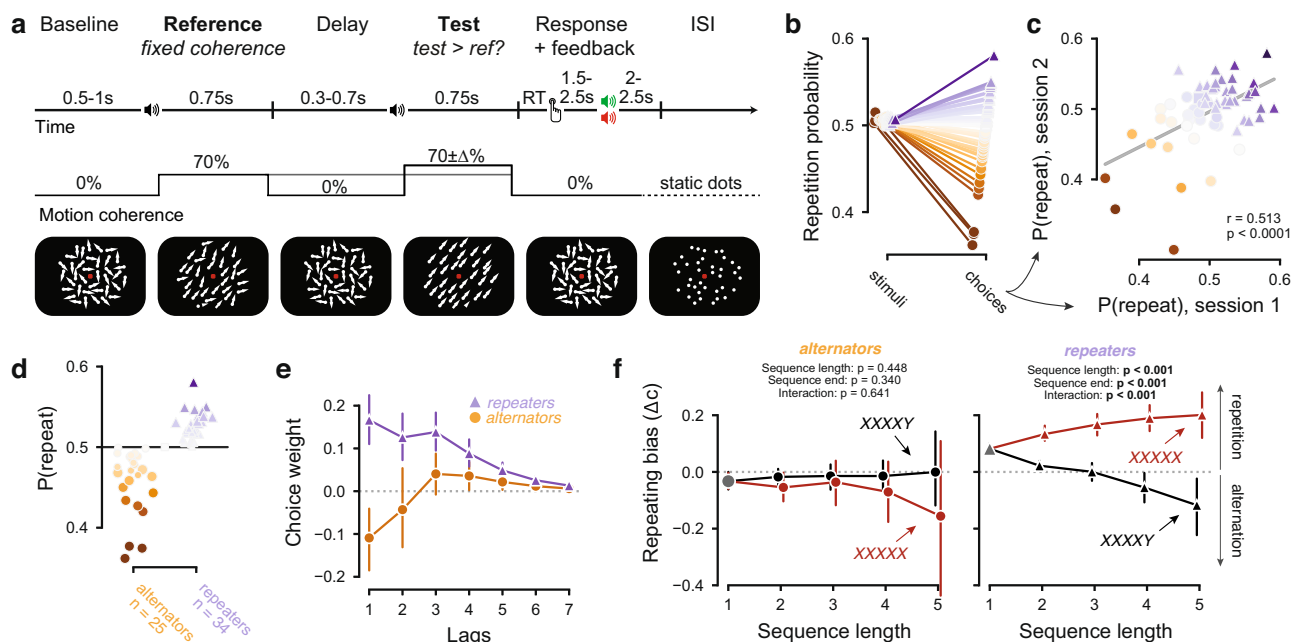 a
Baseline
Reference
fixed coherence
Delay
Test
test > ref?
Response
+ feedback
ISI
0.5-1s
0.75s
0.3-0.7s
0.75s
RT
1.5-
2.5s
2-
2.5s
Time
0%
70%
0%
70±Δ%
0%
static dots
Motion coherence
b
Repetition probability
0.6
0.5
0.4
stimuli
choices
c
P(repeat), session 2
0.6
0.5
0.4
r = 0.513
p < 0.0001
0.4
0.5
0.6
P(repeat), session 1
d
P(repeat)
0.6
0.5
0.4
alternators
n = 25
repeaters
n = 34
e
Choice weight
0.2
0.1
0.0
−0.1
−0.2
repeaters
alternators
1
2
3
4
5
6
7
Lags
f
Repeating bias (Δc)
alternators
Sequence length: p = 0.448
Sequence end: p = 0.340
Interaction: p = 0.641
0.2
0.0
−0.2
−0.4
XXXXY
XXXXX
1
2
3
4
5
Sequence length
repeaters
Sequence length: p < 0.001
Sequence end: p < 0.001
Interaction: p < 0.001
XXXXX
XXXXY
1
2
3
4
5
Sequence length
repetition
alternation